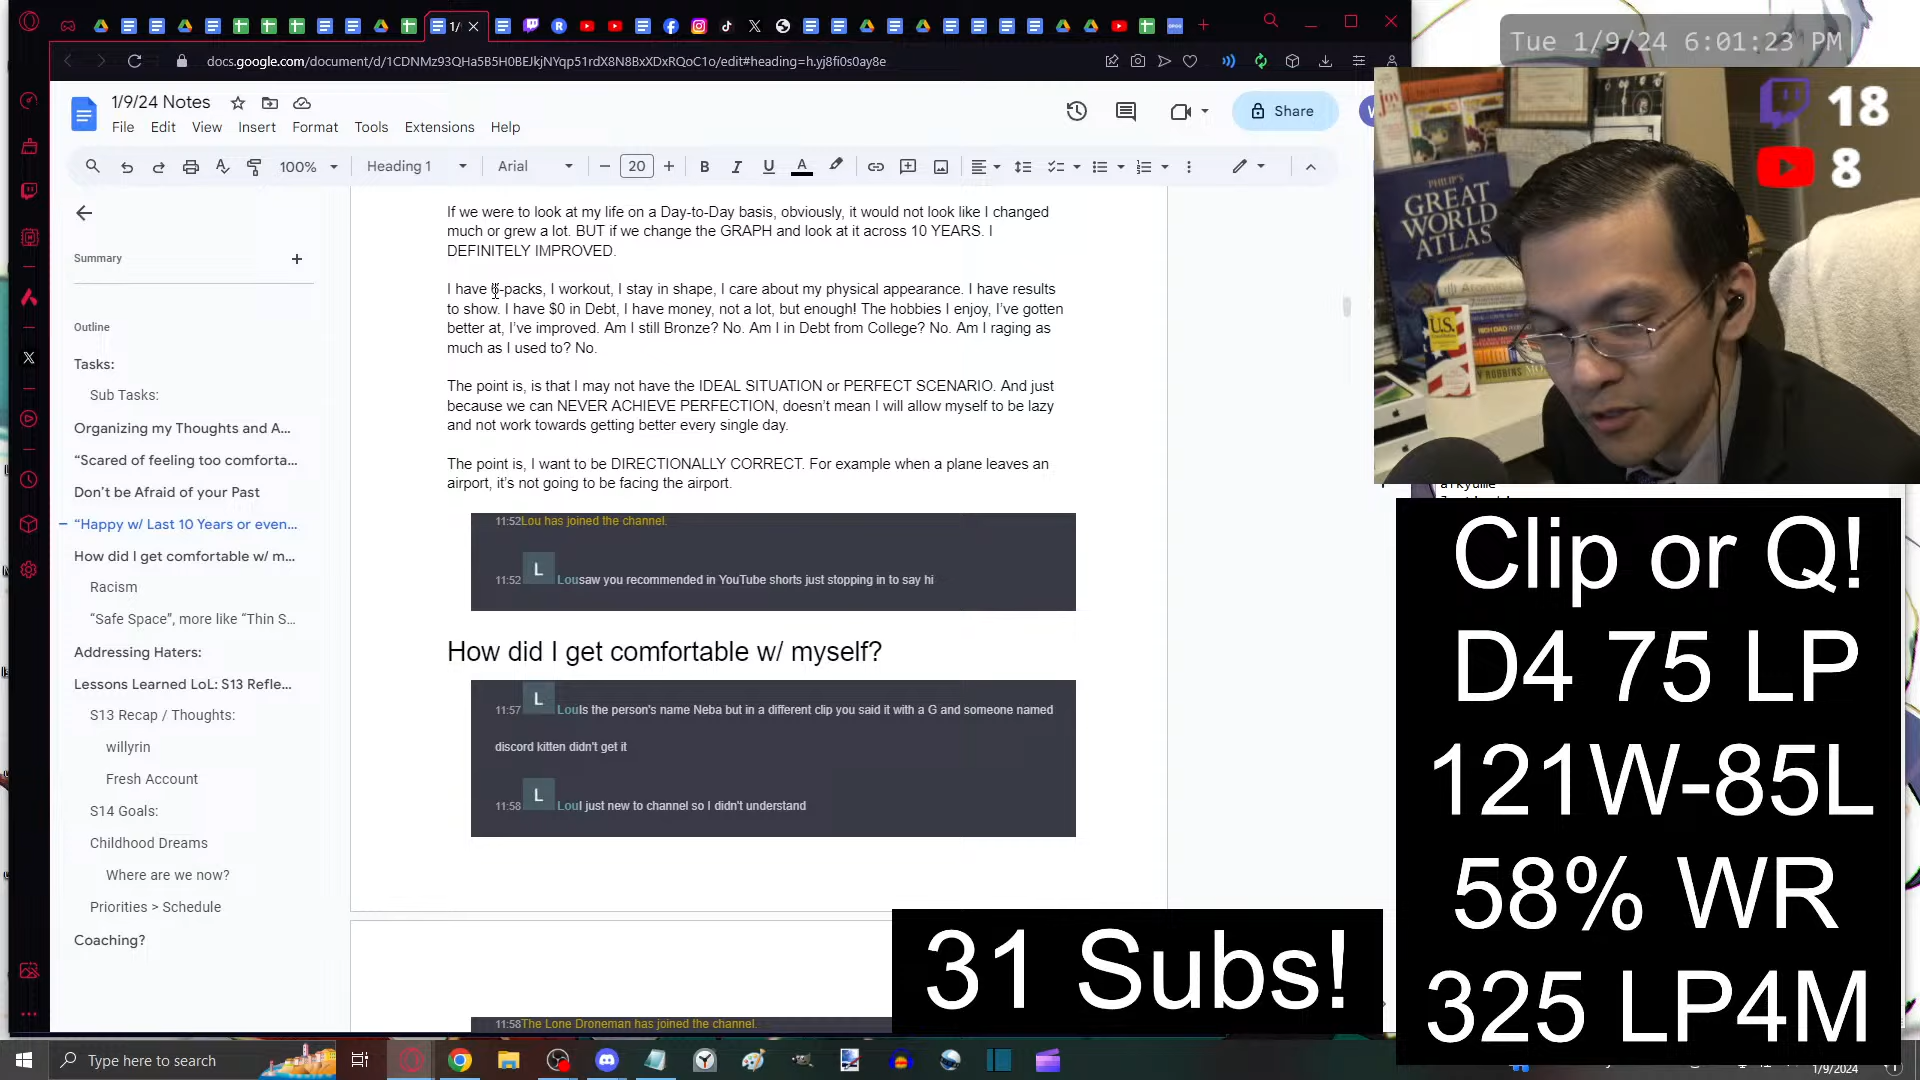 Tue 1/9/24 6:01:23 PM
1/
docs.google.com/document/d/1CDNMz93QHa5B5H0BEJkjNYqp51rdX8N8BxXDxRQoC1o/edit#heading=h.yj8fi0s0ay8e
1/9/24 Notes
File Edit View Insert Format Tools Extensions Help
Share
100% Heading 1 Arial 20
Summary
Outline
Tasks:
Sub Tasks:
Organizing my Thoughts and A...
“Scared of feeling too comforta...
Don’t be Afraid of your Past
“Happy w/ Last 10 Years or even...
How did I get comfortable w/ m...
Racism
“Safe Space”, more like “Thin S...
Addressing Haters:
Lessons Learned LoL: S13 Refle...
S13 Recap / Thoughts:
willyrin
Fresh Account
S14 Goals:
Childhood Dreams
Where are we now?
Priorities > Schedule
Coaching?
If we were to look at my life on a Day-to-Day basis, obviously, it would not look like I changed
much or grew a lot. BUT if we change the GRAPH and look at it across 10 YEARS. I
DEFINITELY IMPROVED.
I have 6-packs, I workout, I stay in shape, I care about my physical appearance. I have results
to show. I have $0 in Debt, I have money, not a lot, but enough! The hobbies I enjoy, I’ve gotten
better at, I’ve improved. Am I still Bronze? No. Am I in Debt from College? No. Am I raging as
much as I used to? No.
The point is, is that I may not have the IDEAL SITUATION or PERFECT SCENARIO. And just
because we can NEVER ACHIEVE PERFECTION, doesn’t mean I will allow myself to be lazy
and not work towards getting better every single day.
The point is, I want to be DIRECTIONALLY CORRECT. For example when a plane leaves an
airport, it’s not going to be facing the airport.
11:52Lou has joined the channel.
L
11:52 Lousaw you recommended in YouTube shorts just stopping in to say hi
How did I get comfortable w/ myself?
L
11:57 LouIs the person's name Neba but in a different clip you said it with a G and someone named
discord kitten didn't get it
L
11:58 LouI just new to channel so I didn't understand
11:58The Lone Droneman has joined the channel.
18
8
PHILIP'S
GREAT
WORLD
ATLAS
U.S.
Clip or Q!
D4 75 LP
121W-85L
58% WR
325 LP4M
31 Subs!
Type here to search
1/9/2024